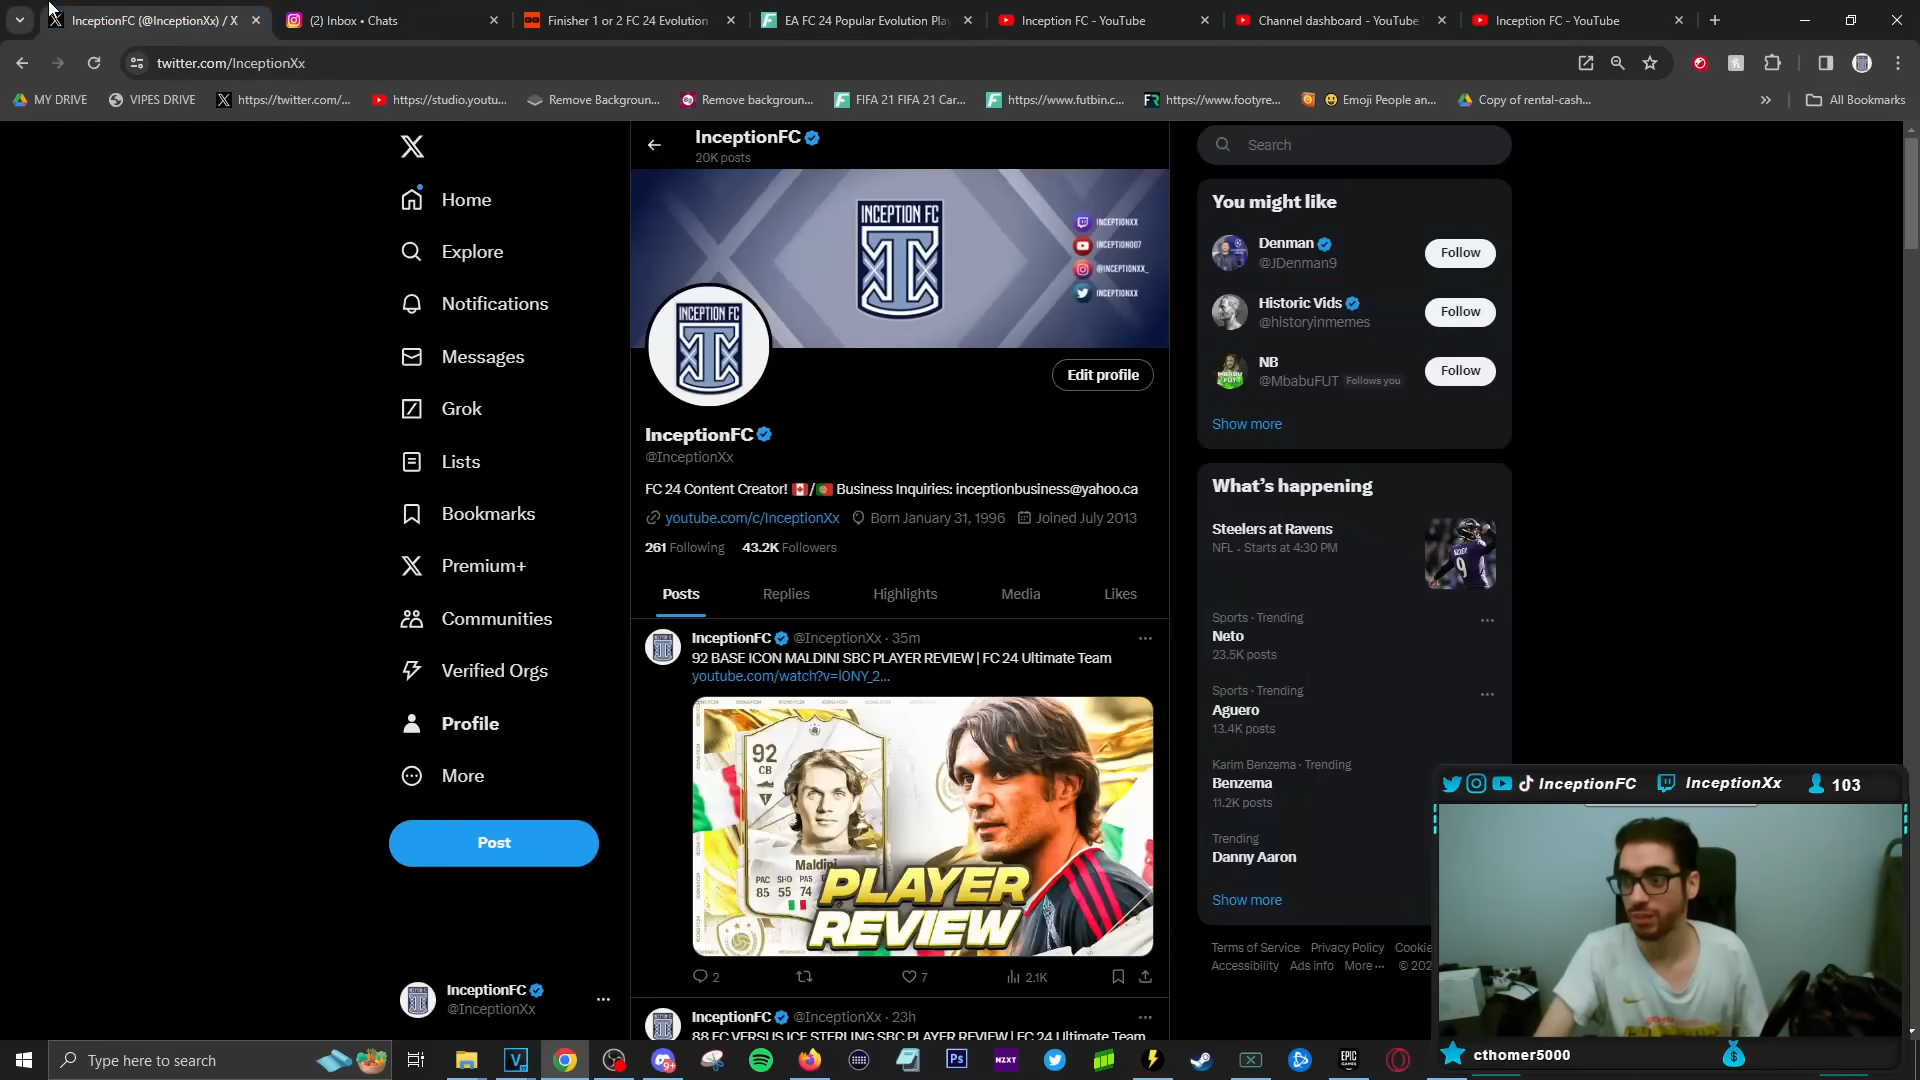 InceptionFC (@InceptionXx) / X
(2) Inbox • Chats
Finisher 1 or 2 FC 24 Evolution
EA FC 24 Popular Evolution Pla
Inception FC - YouTube
Channel dashboard - YouTube
Inception FC - YouTube
twitter.com/InceptionXx
MY DRIVE
VIPES DRIVE
https://twitter.com/...
https://studio.youtu...
Remove Backgroun...
Remove backgroun...
FIFA 21 FIFA 21 Car...
https://www.futbin.c...
https://www.footyre...
Emoji People an...
Copy of rental-cash...
All Bookmarks
Home
Explore
Notifications
Messages
Grok
Lists
Bookmarks
Premium+
Communities
Verified Orgs
Profile
More
Post
InceptionFC
@InceptionXx
InceptionFC
20K posts
INCEPTION FC
INCEPTIONXX
INCEPTION007
@INCEPTIONXX_
INCEPTIONXX
INCEPTION FC
Edit profile
InceptionFC
@InceptionXx
FC 24 Content Creator! 🇨🇦/🇵🇹 Business Inquiries: inceptionbusiness@yahoo.ca
youtube.com/c/InceptionXx Born January 31, 1996 Joined July 2013
261 Following 43.2K Followers
Posts
Replies
Highlights
Media
Likes
InceptionFC @InceptionXx · 35m
92 BASE ICON MALDINI SBC PLAYER REVIEW | FC 24 Ultimate Team
youtube.com/watch?v=I0NY_2...
92
CB
Maldini
PAC SHO PAS
85 55 74
PLAYER
REVIEW
2
7
2.1K
InceptionFC @InceptionXx · 23h
88 FC VERSUS ICE STERLING SBC PLAYER REVIEW | FC 24 Ultimate Team
Search
You might like
Denman
@JDenman9
Follow
Historic Vids
@historyinmemes
Follow
NB
@MbabuFUT Follows you
Follow
Show more
What's happening
Steelers at Ravens
NFL · Starts at 4:30 PM
Sports · Trending
Neto
23.5K posts
Sports · Trending
Aguero
13.4K posts
Karim Benzema · Trending
Benzema
11.2K posts
Trending
Danny Aaron
Show more
Terms of Service Privacy Policy Cookie
Accessibility Ads info More ··· © 202
InceptionFC InceptionXx 103
cthomer5000
Type here to search
V
9+
Ps
NZXT
EPIC
GAMES